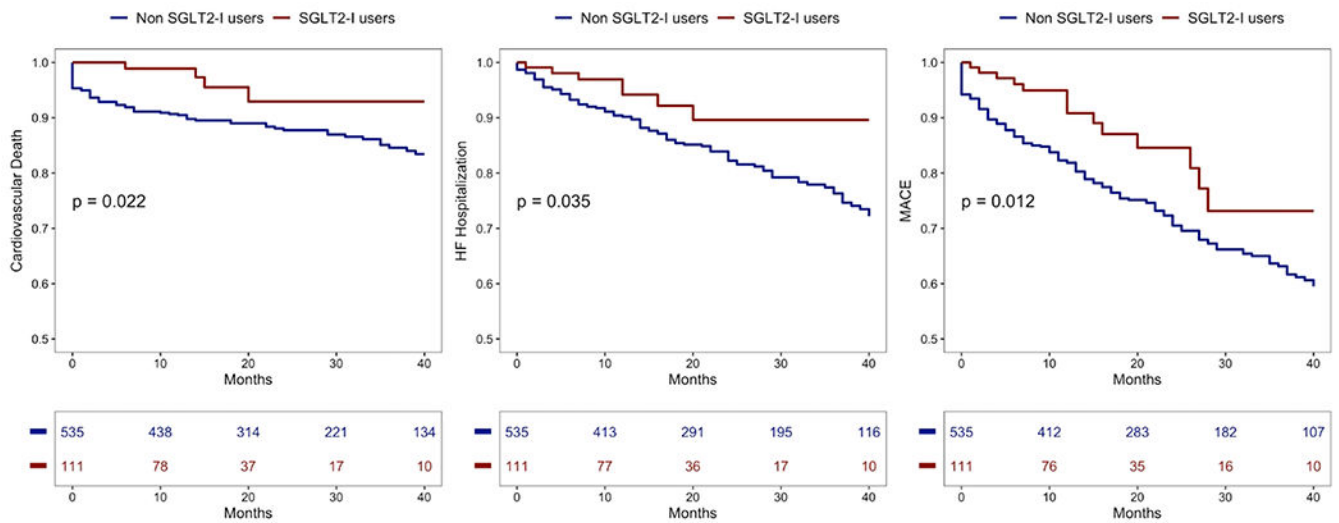 Non SGLT2-I users SGLT2-I users
Cardiovascular Death
1.0
0.9
0.8
0.7
0.6
0.5
p = 0.022
0 10 20 30 40
Months
535 438 314 221 134
111 78 37 17 10
0 10 20 30 40
Months
Non SGLT2-I users SGLT2-I users
HF Hospitalization
1.0
0.9
0.8
0.7
0.6
0.5
p = 0.035
0 10 20 30 40
Months
535 413 291 195 116
111 77 36 17 10
0 10 20 30 40
Months
Non SGLT2-I users SGLT2-I users
MACE
1.0
0.9
0.8
0.7
0.6
0.5
p = 0.012
0 10 20 30 40
Months
535 412 283 182 107
111 76 35 16 10
0 10 20 30 40
Months